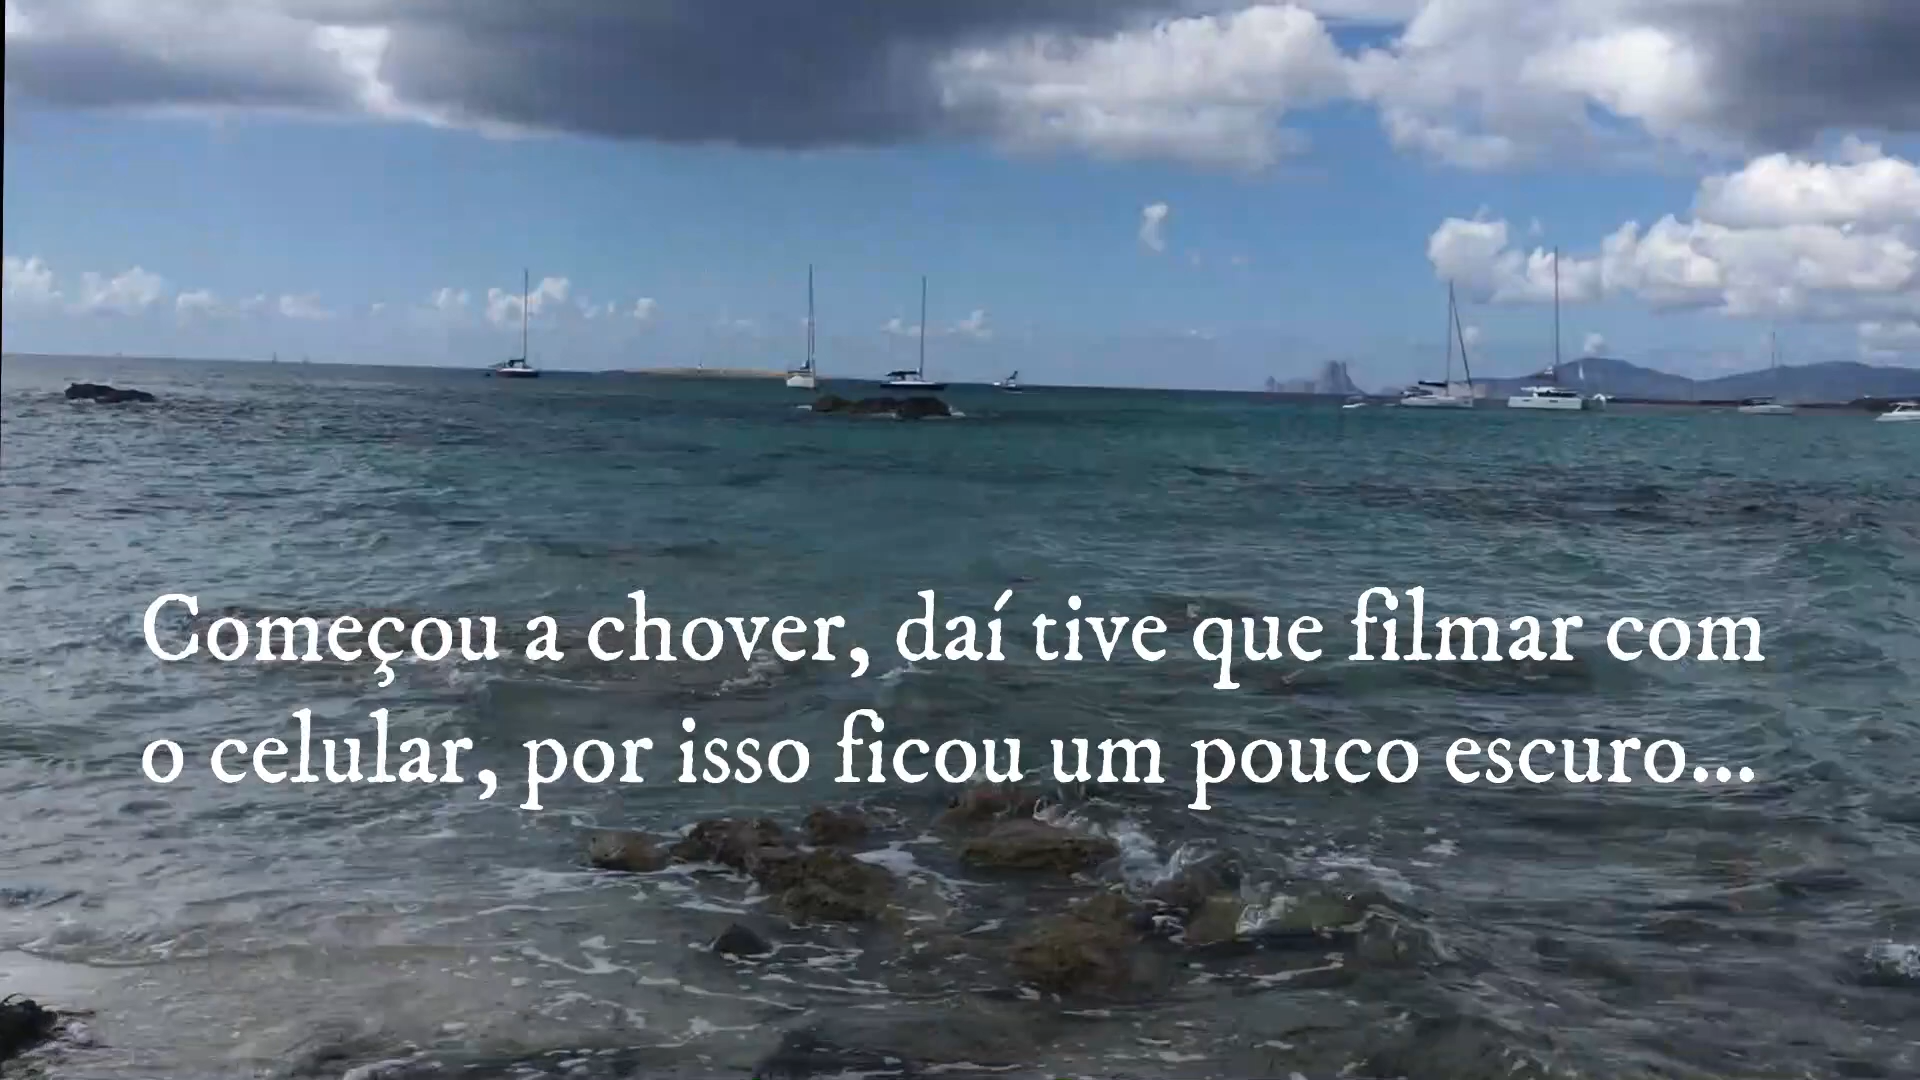 Começou a chover, daí tive que filmar com
o celular, por isso ficou um pouco escuro...